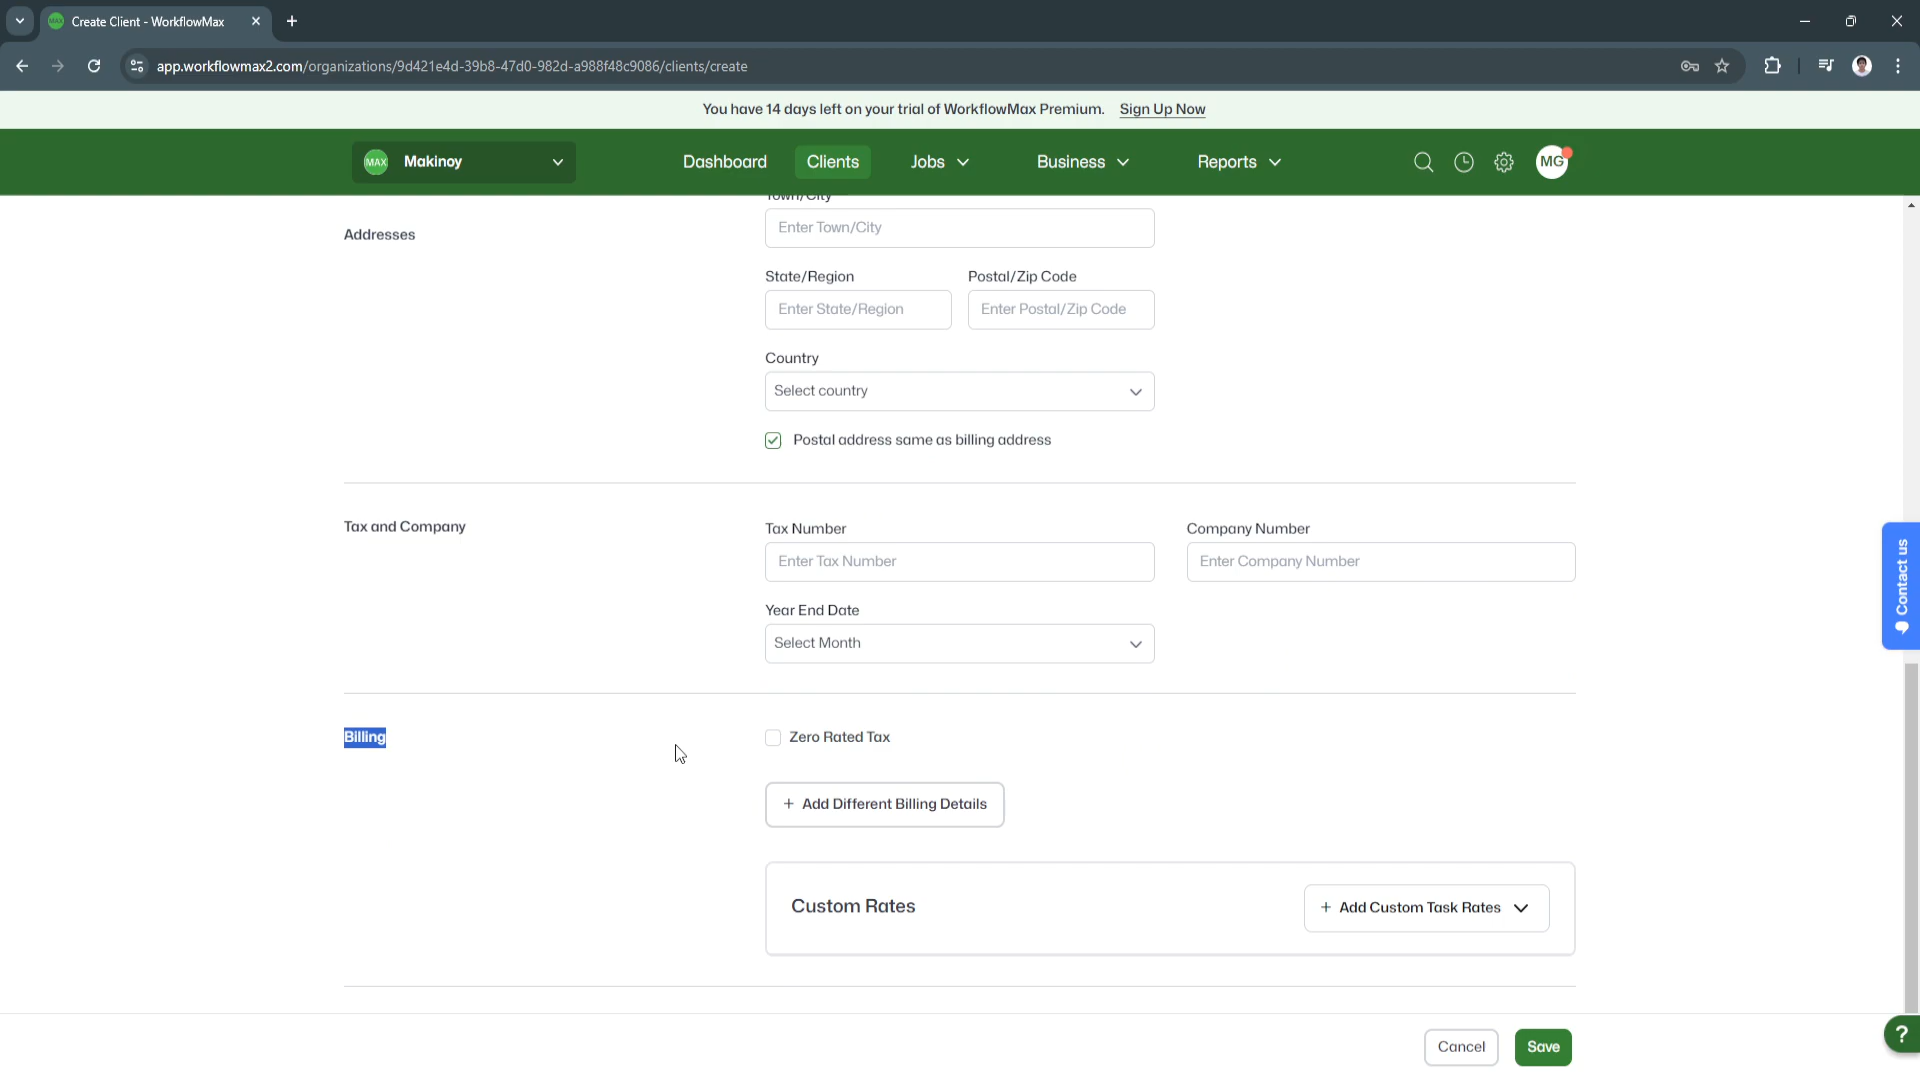 Create Client - WorkflowMax
app.workflowmax2.com/organizations/9d421e4d-39b8-47d0-982d-a988f48c9086/clients/create
You have 14 days left on your trial of WorkflowMax Premium. Sign Up Now
MAX Makinoy Dashboard Clients Jobs Business Reports MG
Town/City
Addresses
Enter Town/City
State/Region Postal/Zip Code
Enter State/Region Enter Postal/Zip Code
Country
Select country
Postal address same as billing address
Tax and Company
Tax Number Company Number
Enter Tax Number Enter Company Number
Year End Date
Select Month
Contact us
Billing Zero Rated Tax
+ Add Different Billing Details
Custom Rates + Add Custom Task Rates
Cancel Save
?